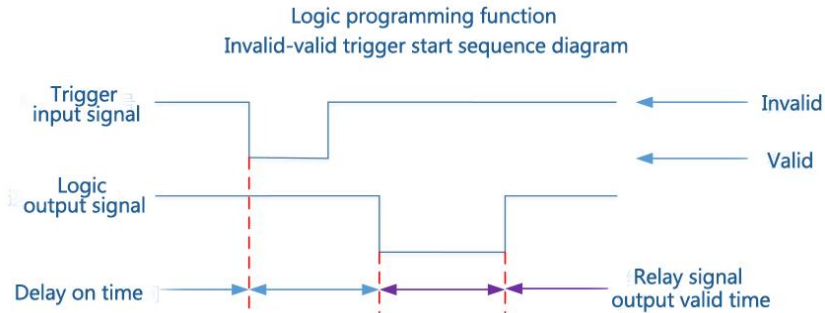 Logic programming function
Invalid-valid trigger start sequence diagram
Trigger
input signal
Invalid
Valid
Logic
output signal
Delay on time
Relay signal
output valid time